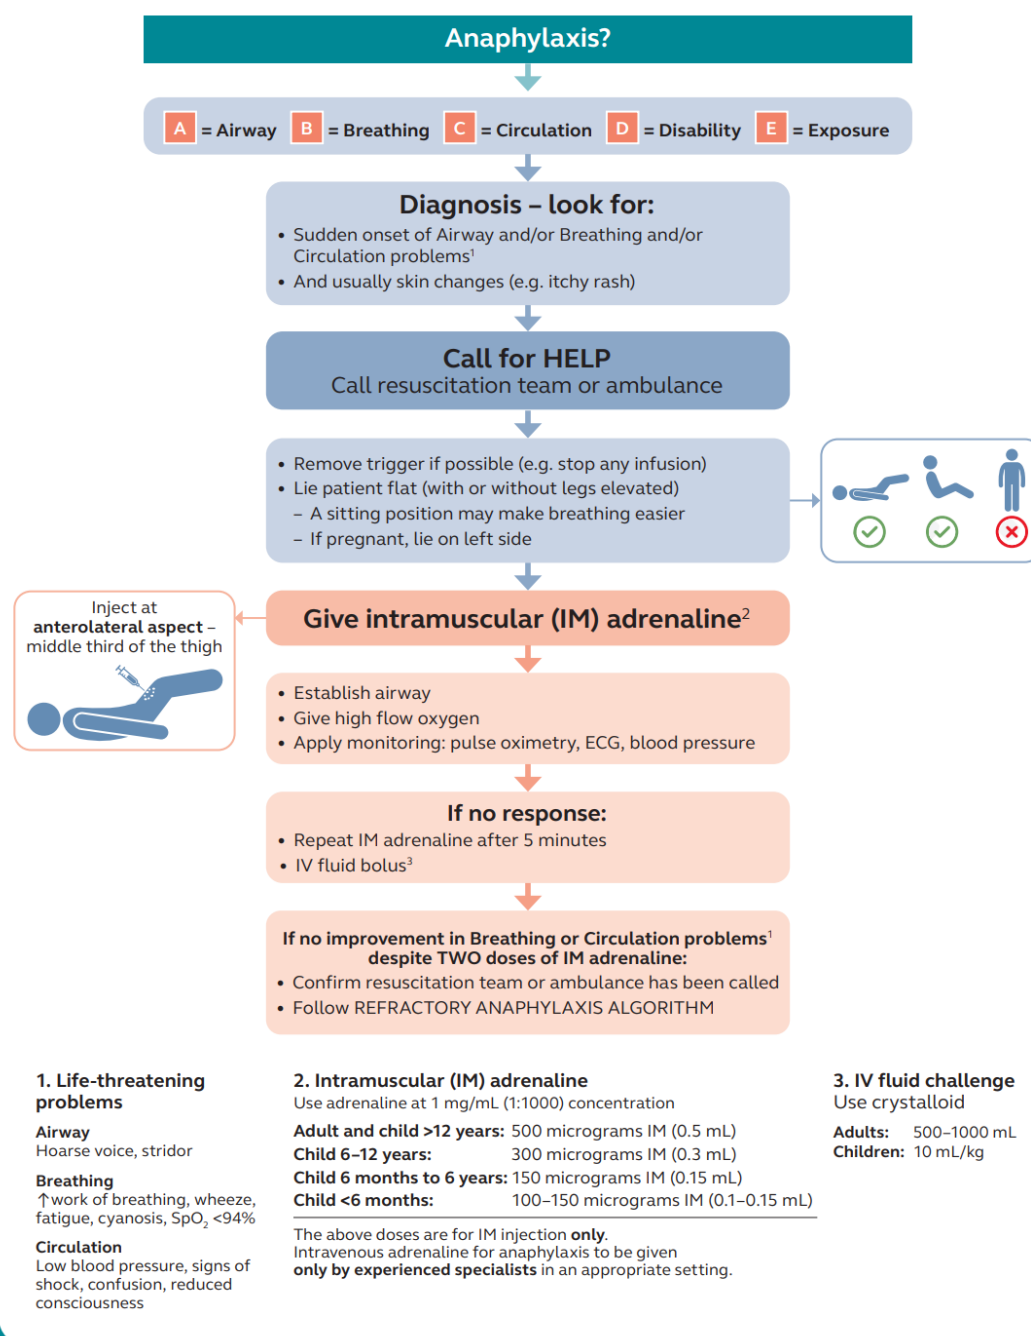 Anaphylaxis?
A = Airway B = Breathing C = Circulation D = Disability E = Exposure
Diagnosis – look for:
• Sudden onset of Airway and/or Breathing and/or
Circulation problems¹
• And usually skin changes (e.g. itchy rash)
Call for HELP
Call resuscitation team or ambulance
• Remove trigger if possible (e.g. stop any infusion)
• Lie patient flat (with or without legs elevated)
– A sitting position may make breathing easier
– If pregnant, lie on left side
Inject at
anterolateral aspect –
middle third of the thigh
Give intramuscular (IM) adrenaline²
• Establish airway
• Give high flow oxygen
• Apply monitoring: pulse oximetry, ECG, blood pressure
If no response:
• Repeat IM adrenaline after 5 minutes
• IV fluid bolus³
If no improvement in Breathing or Circulation problems¹
despite TWO doses of IM adrenaline:
• Confirm resuscitation team or ambulance has been called
• Follow REFRACTORY ANAPHYLAXIS ALGORITHM
1. Life-threatening
problems
Airway
Hoarse voice, stridor
Breathing
↑work of breathing, wheeze,
fatigue, cyanosis, SpO₂ <94%
Circulation
Low blood pressure, signs of
shock, confusion, reduced
consciousness
2. Intramuscular (IM) adrenaline
Use adrenaline at 1 mg/mL (1:1000) concentration
Adult and child >12 years: 500 micrograms IM (0.5 mL)
Child 6–12 years: 300 micrograms IM (0.3 mL)
Child 6 months to 6 years: 150 micrograms IM (0.15 mL)
Child <6 months: 100–150 micrograms IM (0.1–0.15 mL)
The above doses are for IM injection only.
Intravenous adrenaline for anaphylaxis to be given
only by experienced specialists in an appropriate setting.
3. IV fluid challenge
Use crystalloid
Adults: 500–1000 mL
Children: 10 mL/kg